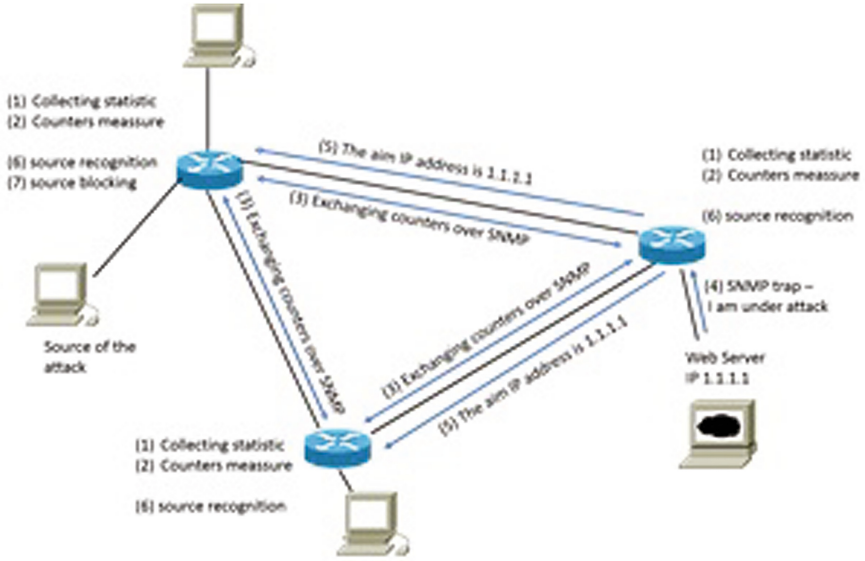 (1) Collecting statistic
(2) Counters meassure
(6) source recognition
(7) source blocking
(5) The aim IP address is 1.1.1.1
(3) Exchanging counters over SNMP
(1) Collecting statistic
(2) Counters meassure
(6) source recognition
(3) Exchanging counters over SNMP
(3) Exchanging counters over SNMP
(5) The aim IP address is 1.1.1.1
(4) SNMP trap –
I am under attack
Web Server
IP 1.1.1.1
Source of the
attack
(1) Collecting statistic
(2) Counters meassure
(6) source recognition